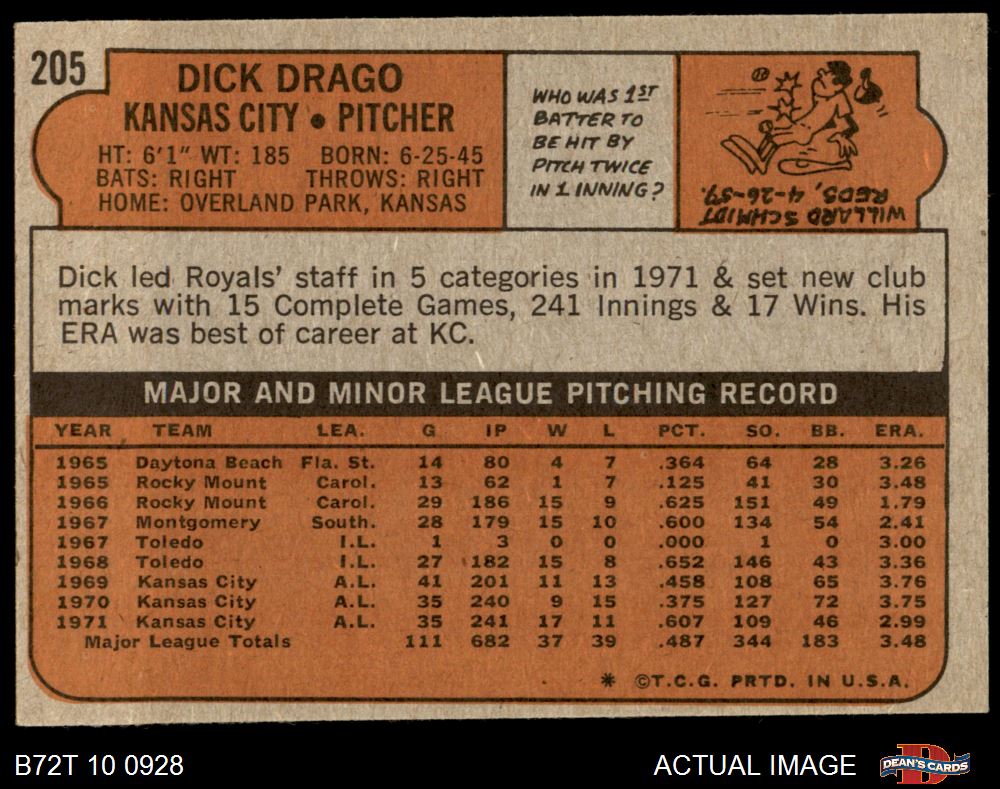 205
DICK DRAGO
KANSAS CITY • PITCHER
HT: 6'1" WT: 185 BORN: 6-25-45
BATS: RIGHT THROWS: RIGHT
HOME: OVERLAND PARK, KANSAS
WHO WAS 1ST
BATTER TO
BE HIT BY
PITCH TWICE
IN 1 INNING?
WILLARD SCHMIDT
REDS, 4-26-59.
Dick led Royals' staff in 5 categories in 1971 & set new club
marks with 15 Complete Games, 241 Innings & 17 Wins. His
ERA was best of career at KC.
MAJOR AND MINOR LEAGUE PITCHING RECORD
YEAR TEAM LEA. G IP W L PCT. SO. BB. ERA.
1965 Daytona Beach Fla. St. 14 80 4 7 .364 64 28 3.26
1965 Rocky Mount Carol. 13 62 1 7 .125 41 30 3.48
1966 Rocky Mount Carol. 29 186 15 9 .625 151 49 1.79
1967 Montgomery South. 28 179 15 10 .600 134 54 2.41
1967 Toledo I.L. 1 3 0 0 .000 1 0 3.00
1968 Toledo I.L. 27 182 15 8 .652 146 43 3.36
1969 Kansas City A.L. 41 201 11 13 .458 108 65 3.76
1970 Kansas City A.L. 35 240 9 15 .375 127 72 3.75
1971 Kansas City A.L. 35 241 17 11 .607 109 46 2.99
Major League Totals 111 682 37 39 .487 344 183 3.48
* ©T.C.G. PRTD. IN U.S.A.
B72T 10 0928
ACTUAL IMAGE
DEAN'S CARDS